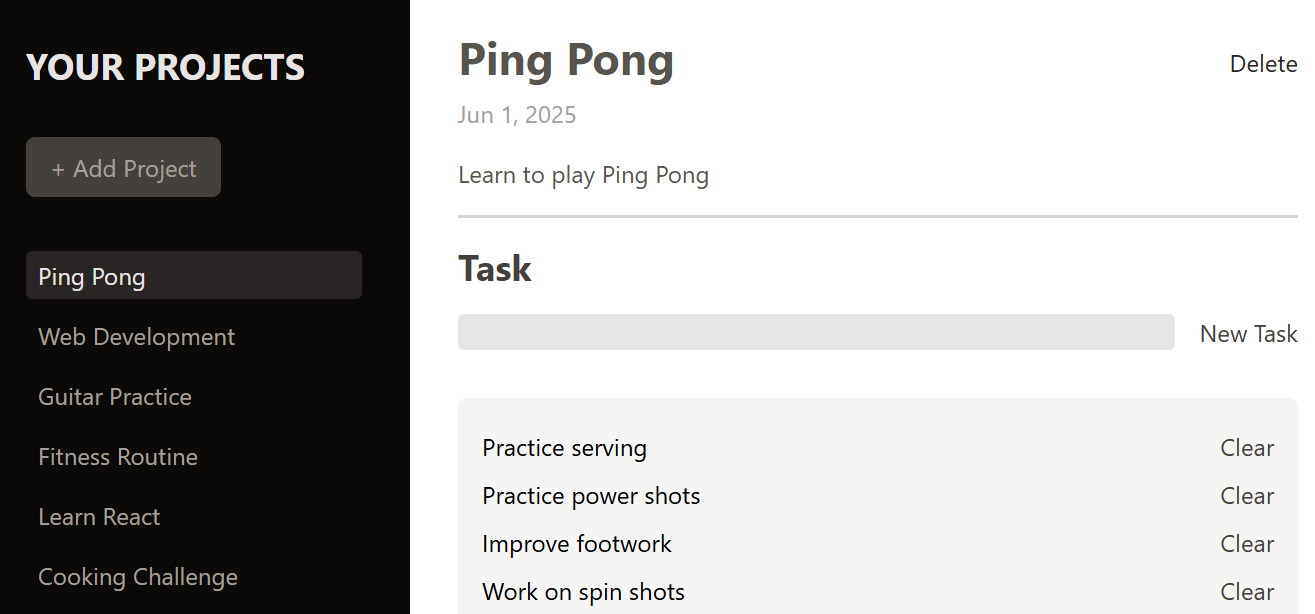 YOUR PROJECTS
+ Add Project
Ping Pong
Web Development
Guitar Practice
Fitness Routine
Learn React
Cooking Challenge
Ping Pong
Delete
Jun 1, 2025
Learn to play Ping Pong
Task
New Task
Practice serving
Clear
Practice power shots
Clear
Improve footwork
Clear
Work on spin shots
Clear